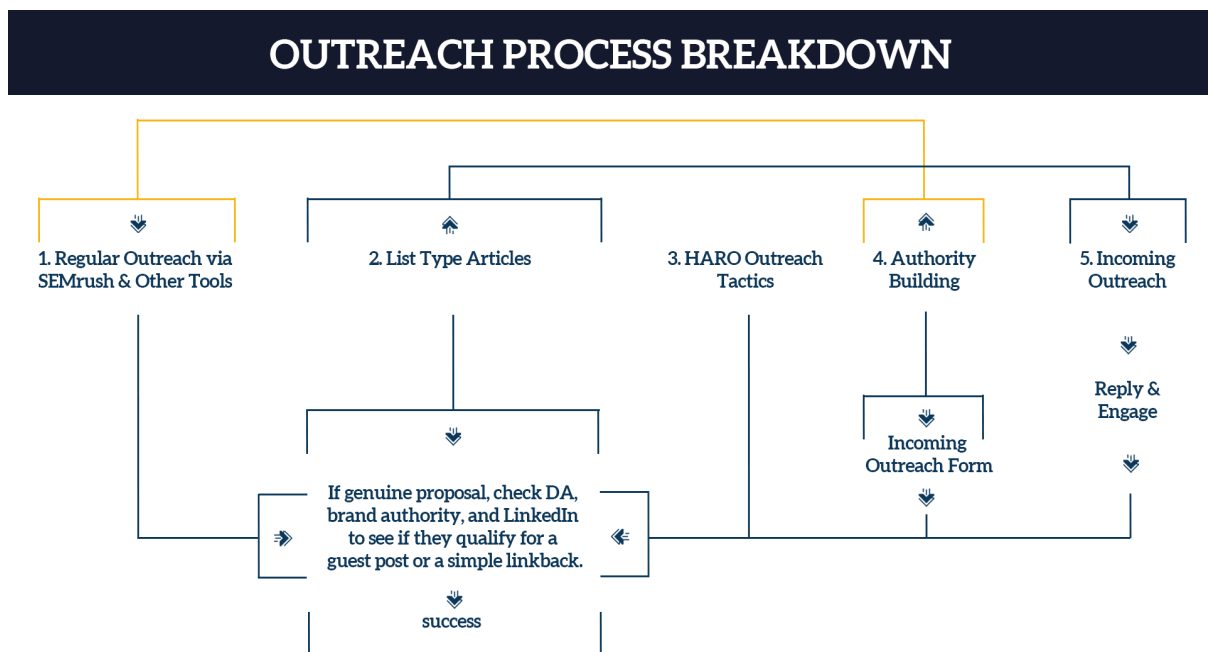 OUTREACH PROCESS BREAKDOWN
1. Regular Outreach via
SEMrush & Other Tools
2. List Type Articles
3. HARO Outreach
Tactics
4. Authority
Building
5. Incoming
Outreach
Reply &
Engage
Incoming
Outreach Form
If genuine proposal, check DA,
brand authority, and LinkedIn
to see if they qualify for a
guest post or a simple linkback.
success